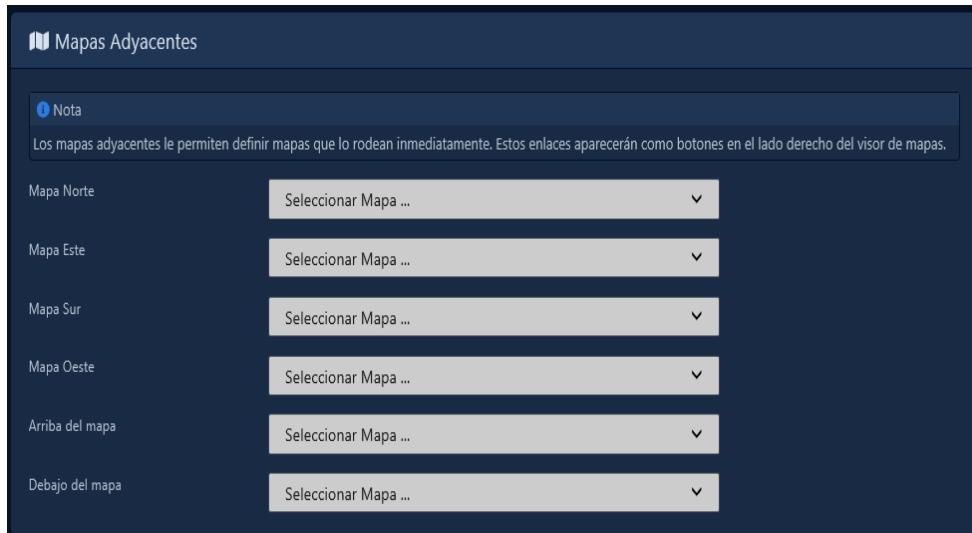 Mapas Adyacentes
Nota
Los mapas adyacentes le permiten definir mapas que lo rodean inmediatamente. Estos enlaces aparecerán como botones en el lado derecho del visor de mapas.
Mapa Norte
Seleccionar Mapa ...
Mapa Este
Seleccionar Mapa ...
Mapa Sur
Seleccionar Mapa ...
Mapa Oeste
Seleccionar Mapa ...
Arriba del mapa
Seleccionar Mapa ...
Debajo del mapa
Seleccionar Mapa ...